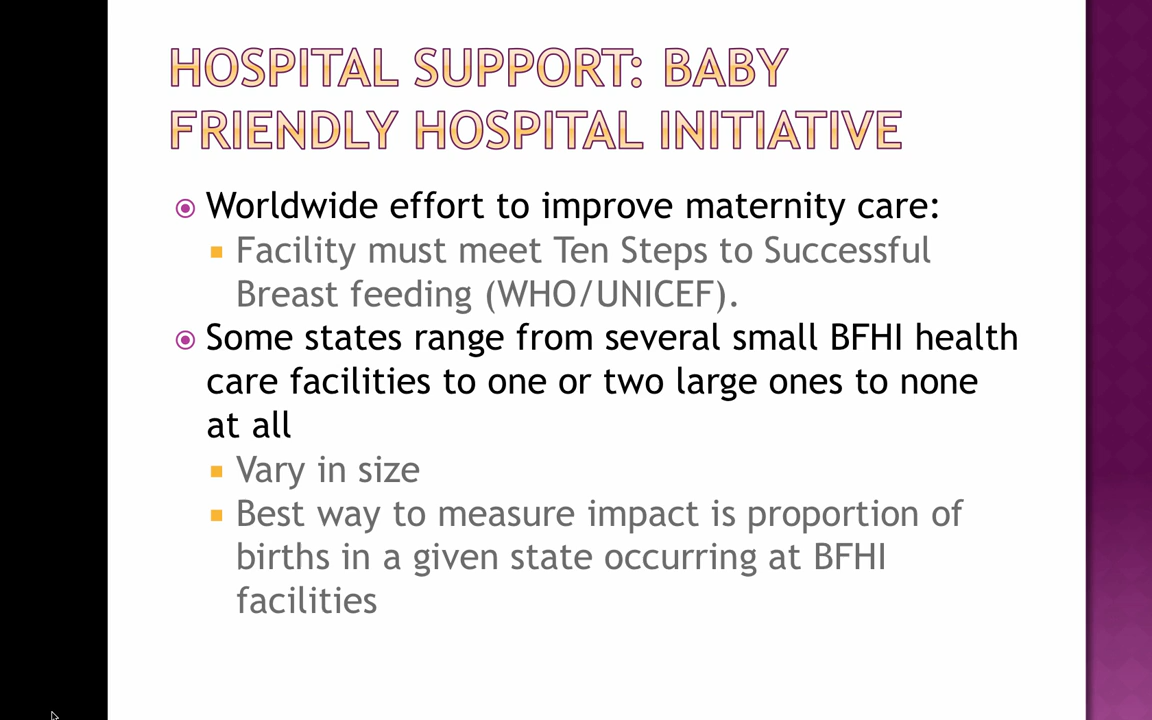 HOSPITAL SUPPORT: BABY
FRIENDLY HOSPITAL INITIATIVE
Worldwide effort to improve maternity care:
Facility must meet Ten Steps to Successful
Breast feeding (WHO/UNICEF).
Some states range from several small BFHI health
care facilities to one or two large ones to none
at all
Vary in size
Best way to measure impact is proportion of
births in a given state occurring at BFHI
facilities